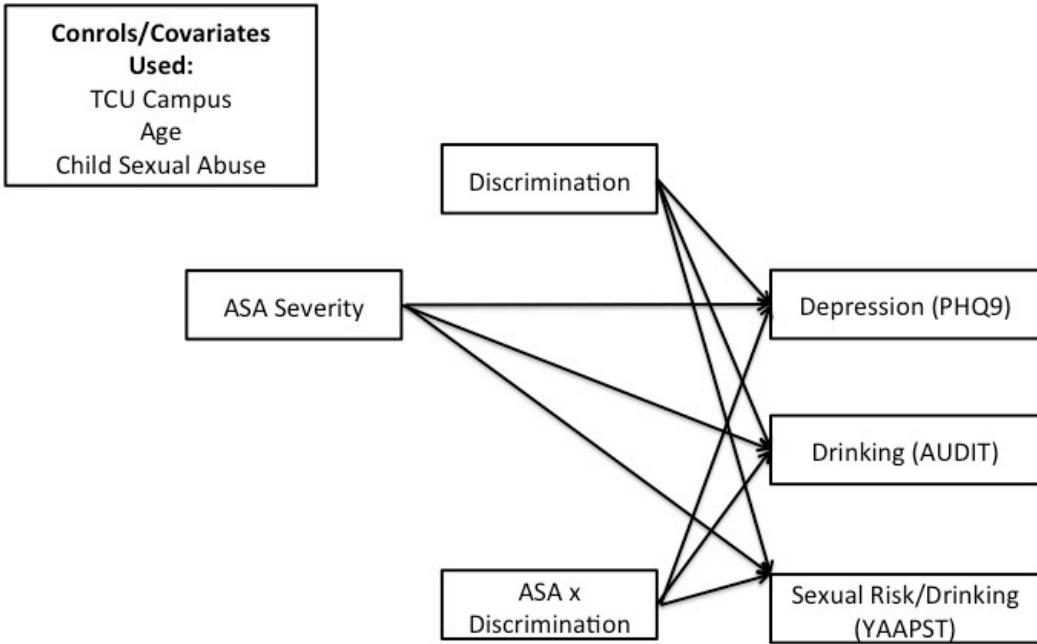 Conrols/Covariates
Used:
TCU Campus
Age
Child Sexual Abuse
Discrimination
ASA Severity
Depression (PHQ9)
Drinking (AUDIT)
ASA x
Discrimination
Sexual Risk/Drinking
(YAAPST)